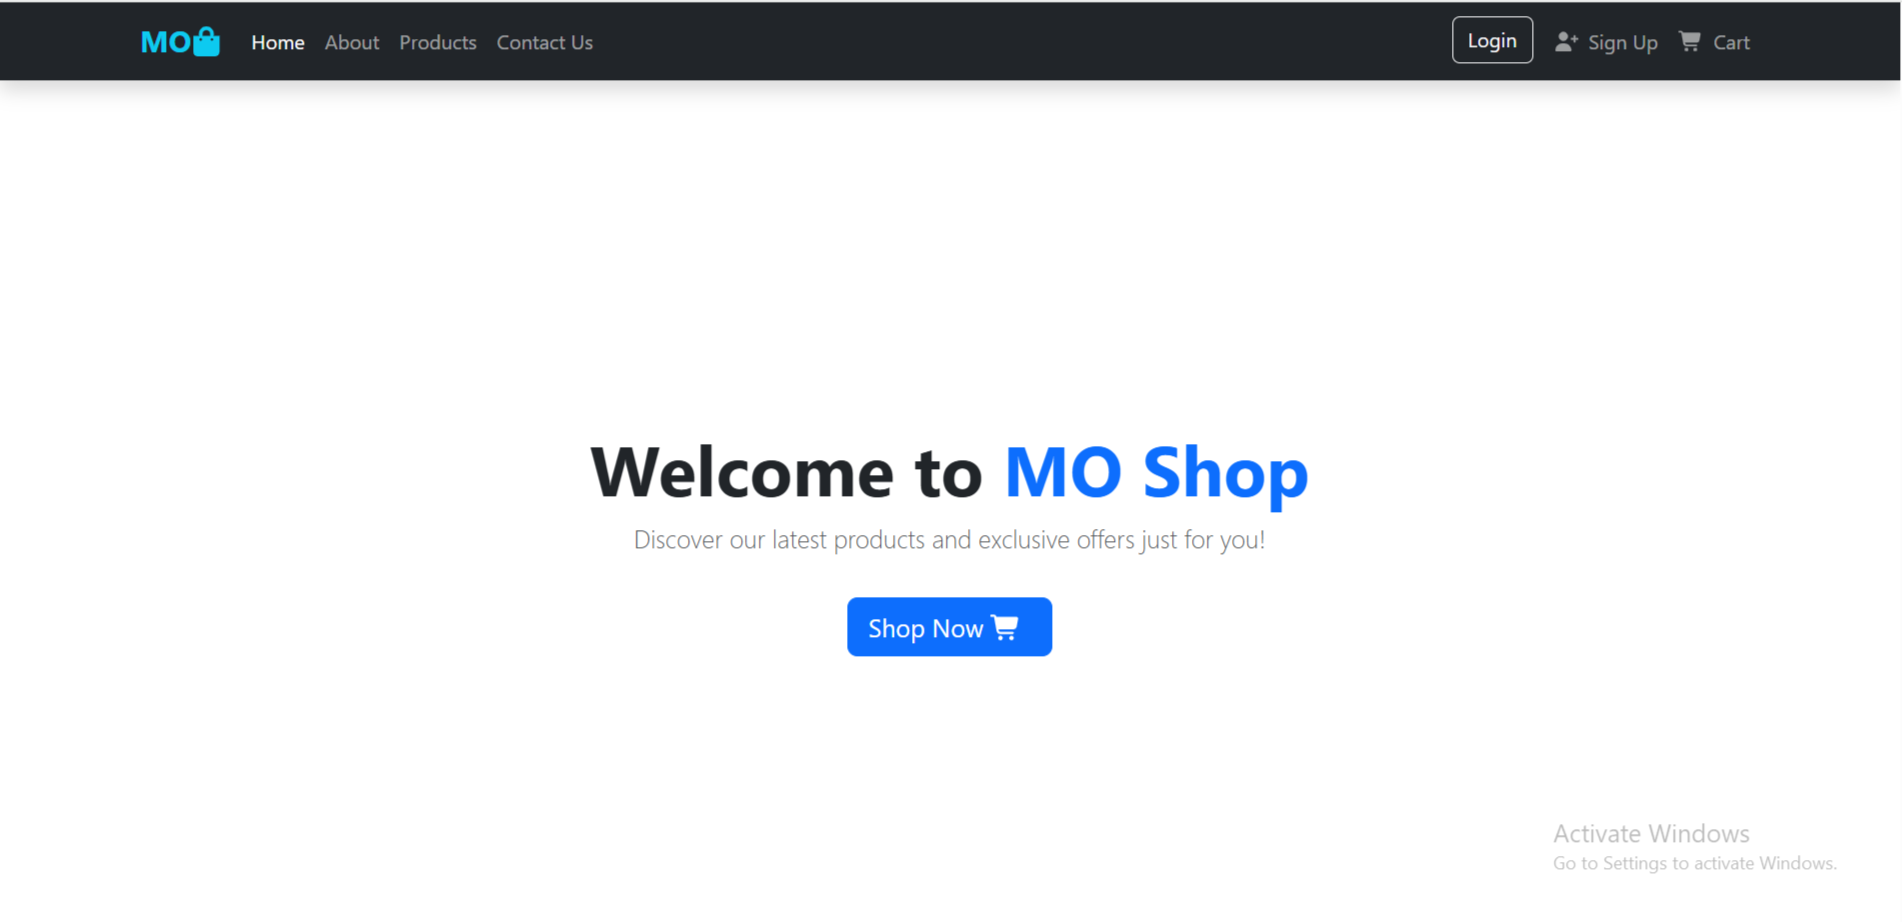 MO
Home About Products Contact Us
Login Sign Up Cart
Welcome to MO Shop
Discover our latest products and exclusive offers just for you!
Shop Now
Activate Windows
Go to Settings to activate Windows.